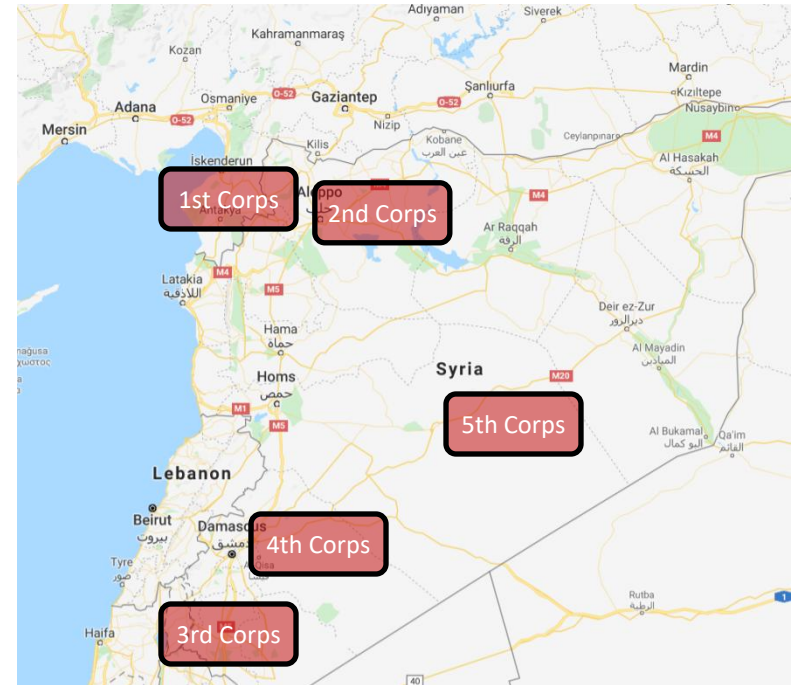 Adıyaman
Siverek
Kahramanmaraş
Kozan
Mardin
Kızıltepe
Şanlıurfa
Osmaniye
O-52
Gaziantep
Adana
O-52
O-52
Nusaybin
Mersin
Nizip
Kobane
عين العرب
Ceylanpınar
M4
Kilis
Al Hasakah
الحسكة
İskenderun
1st Corps
Antakya
Aleppo
حلب
2nd Corps
M4
Ar Raqqah
الرقة
M4
Latakia
اللاذقية
M5
Deir ez-Zur
ديرالزور
Hama
حماة
Al Mayadin
الميادين
nağusa
χωστος
Syria
M20
Homs
حمص
M1
5th Corps
M5
Al Bukamal
البو كمال
Qa'im
القائم
Lebanon
Beirut
بيروت
Damascus
دمشق
4th Corps
Tyre
صور
Rutba
الرطبة
1
Haifa
3rd Corps
40